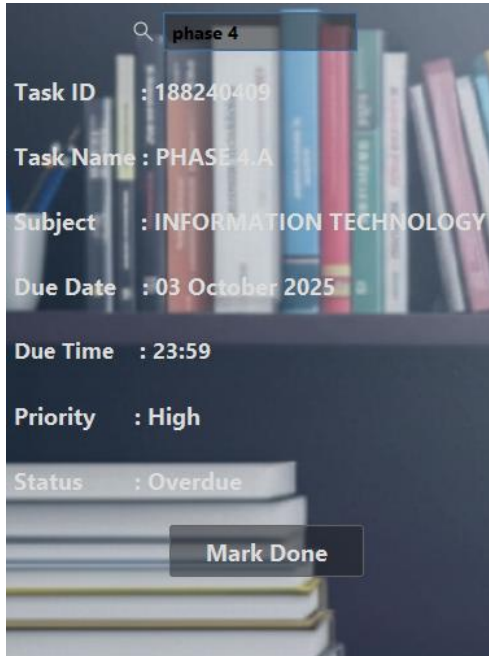 phase 4
Task ID : 188240409
Task Name : PHASE 4.A
Subject : INFORMATION TECHNOLOGY
Due Date : 03 October 2025
Due Time : 23:59
Priority : High
Status : Overdue
Mark Done